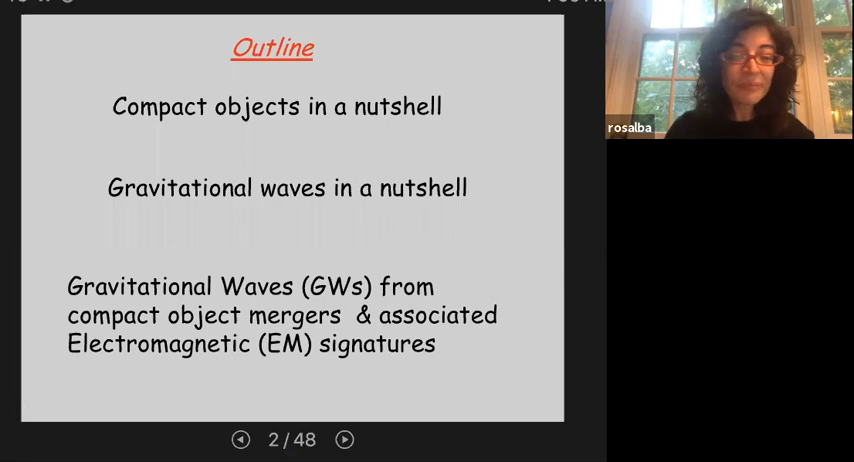 Outline
Compact objects in a nutshell
Gravitational waves in a nutshell
Gravitational Waves (GWs) from
compact object mergers & associated
Electromagnetic (EM) signatures
2 / 48
rosalba